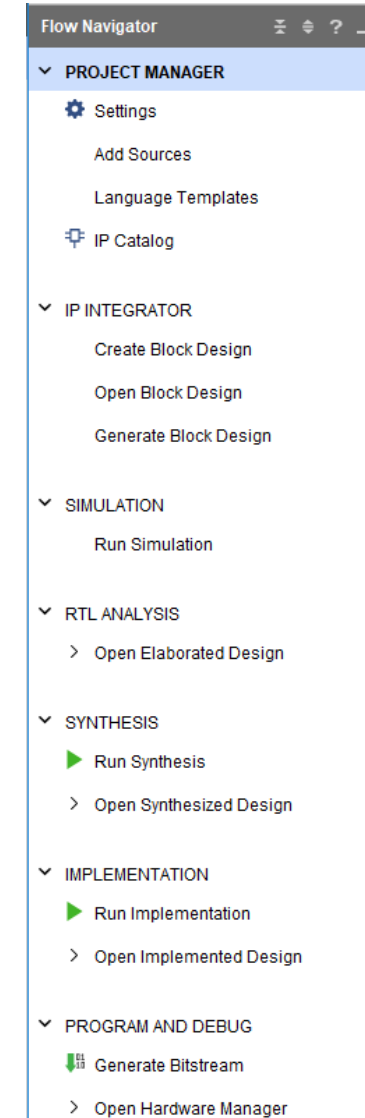 Flow Navigator
PROJECT MANAGER
Settings
Add Sources
Language Templates
IP Catalog
IP INTEGRATOR
Create Block Design
Open Block Design
Generate Block Design
SIMULATION
Run Simulation
RTL ANALYSIS
Open Elaborated Design
SYNTHESIS
Run Synthesis
Open Synthesized Design
IMPLEMENTATION
Run Implementation
Open Implemented Design
PROGRAM AND DEBUG
Generate Bitstream
Open Hardware Manager